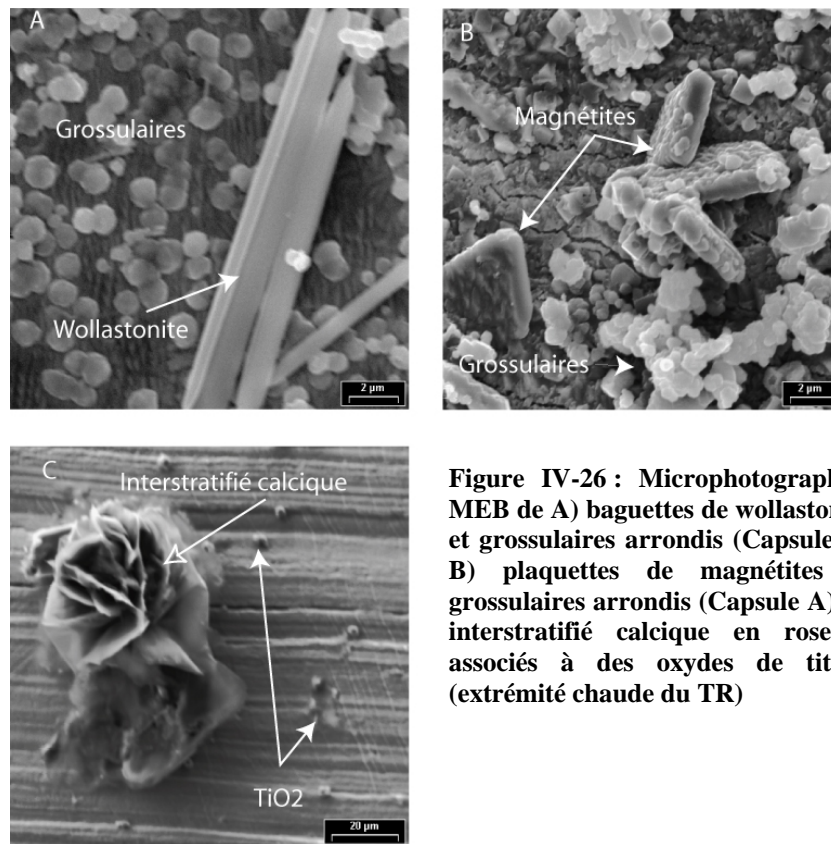 A
Grossulaires
Wollastonite
2 µm
B
Magnétites
Grossulaires
2 µm
C
Interstratifié calcique
TiO2
20 µm
Figure IV-26 : Microphotograph
MEB de A) baguettes de wollaston
et grossulaires arrondis (Capsule
B) plaquettes de magnétites
grossulaires arrondis (Capsule A)
interstratifié calcique en rose
associés à des oxydes de tit
(extrémité chaude du TR)